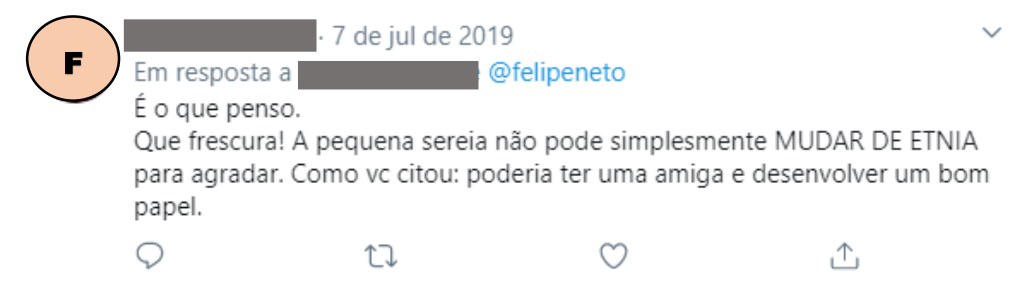 F
· 7 de jul de 2019
Em resposta a @felipeneto
É o que penso.
Que frescura! A pequena sereia não pode simplesmente MUDAR DE ETNIA
para agradar. Como vc citou: poderia ter uma amiga e desenvolver um bom
papel.